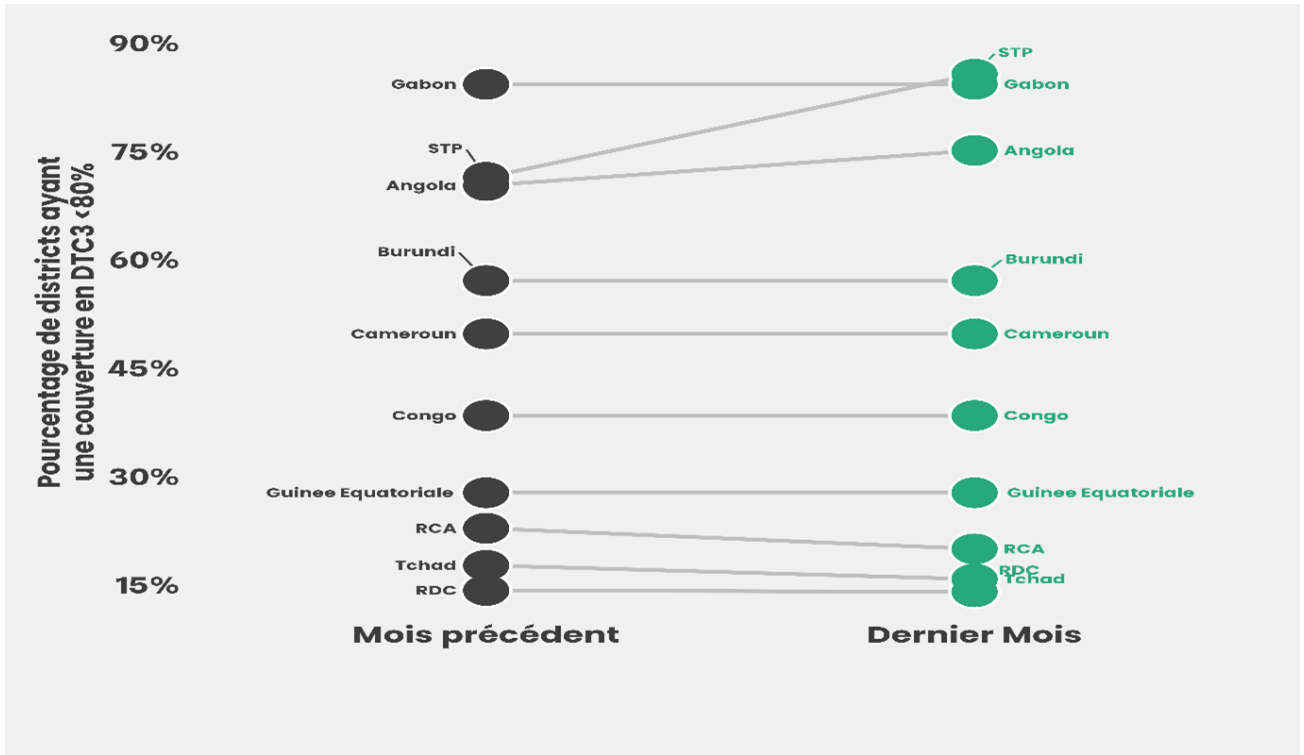 Pourcentage de districts ayant
une couverture en DTC3 <80%
90%
75%
60%
45%
30%
15%
Gabon
STP
Angola
Burundi
Cameroun
Congo
Guinee Equatoriale
RCA
Tchad
RDC
STP
Gabon
Angola
Burundi
Cameroun
Congo
Guinee Equatoriale
RCA
RDC
Tchad
Mois précédent
Dernier Mois